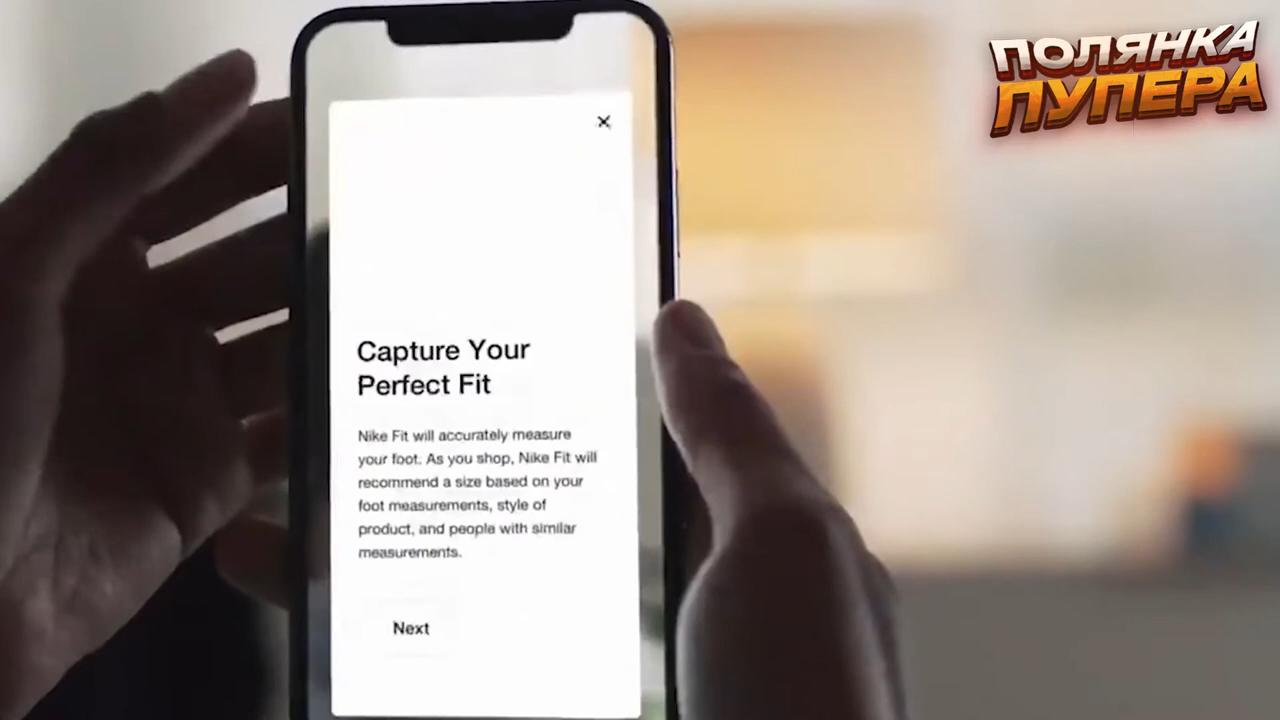 ПОЛЯНКА
ПУПЕРА
Capture Your
Perfect Fit
Nike Fit will accurately measure
your foot. As you shop, Nike Fit will
recommend a size based on your
foot measurements, style of
product, and people with similar
measurements.
Next